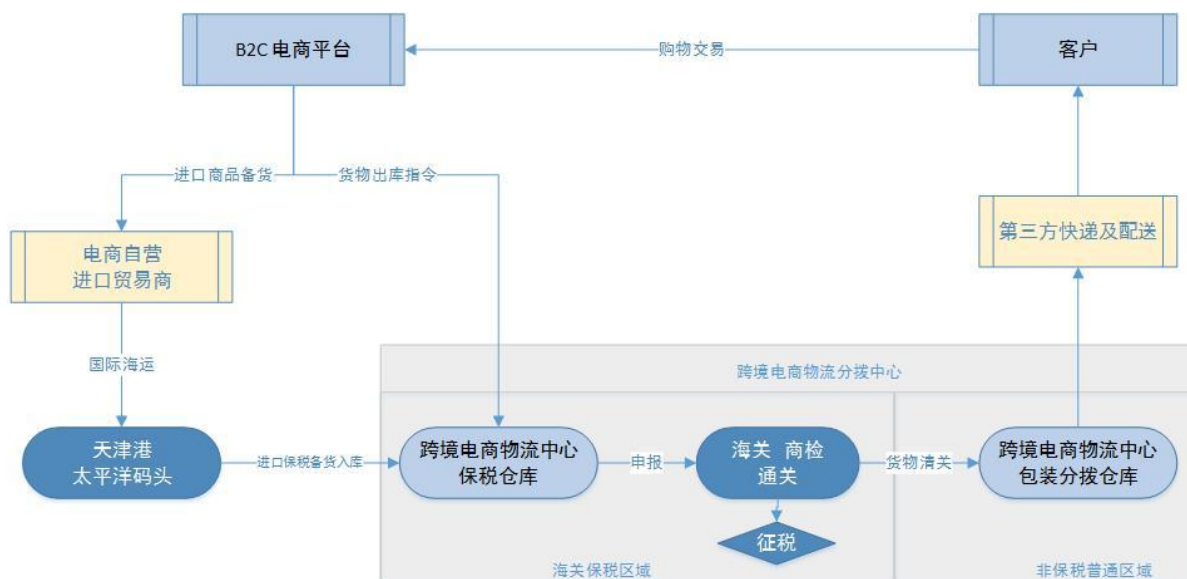 B2C 电商平台
购物交易
客户
进口商品备货
货物出库指令
电商自营
进口贸易商
第三方快递及配送
国际海运
跨境电商物流分拨中心
天津港
太平洋码头
进口保税备货入库
跨境电商物流中心
保税仓库
申报
海关 商检
通关
货物清关
跨境电商物流中心
包装分拨仓库
征税
海关保税区域
非保税普通区域